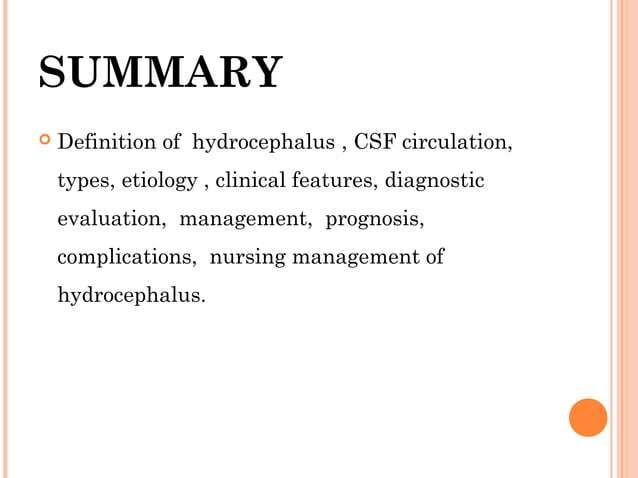 SUMMARY
Definition of hydrocephalus , CSF circulation,
types, etiology , clinical features, diagnostic
evaluation, management, prognosis,
complications, nursing management of
hydrocephalus.